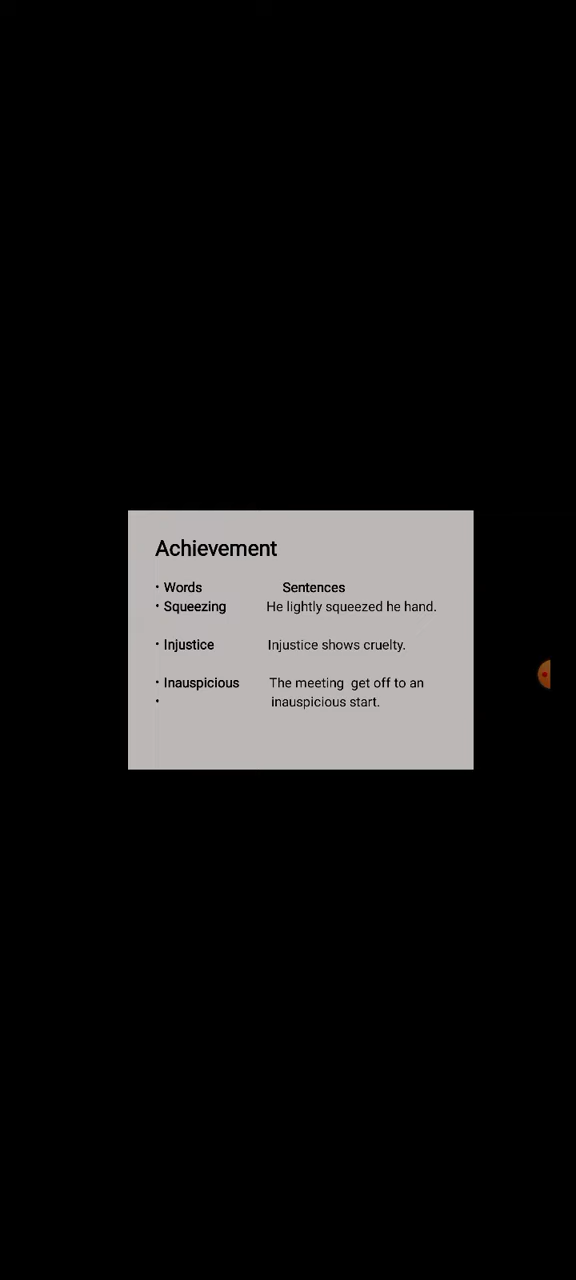 Achievement
• Words Sentences
• Squeezing He lightly squeezed he hand.
• Injustice Injustice shows cruelty.
• Inauspicious The meeting get off to an
• inauspicious start.